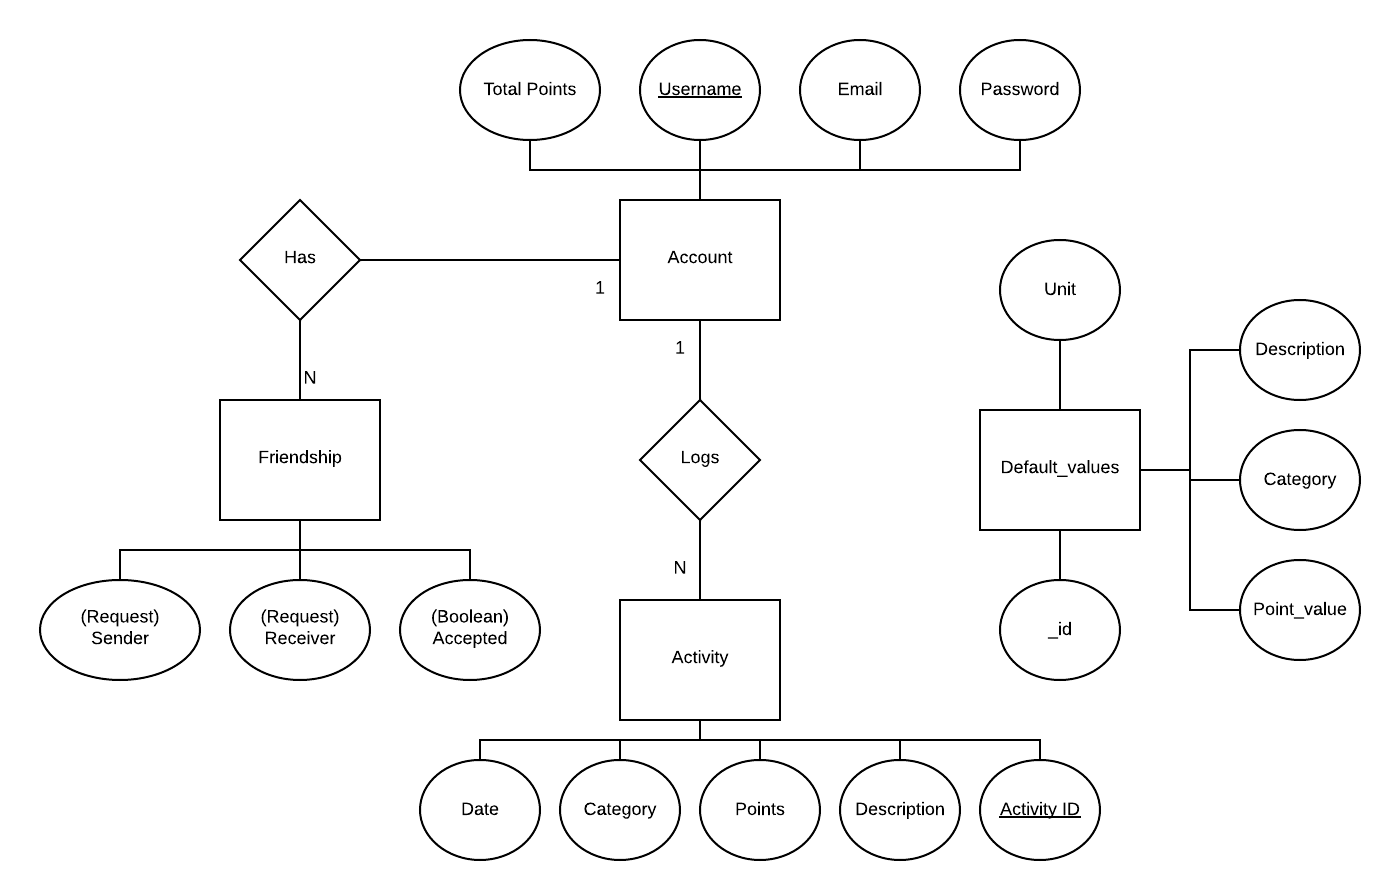 Total Points
Username
Email
Password
Has
Account
1
Unit
1
N
Description
Friendship
Logs
Default_values
Category
N
(Request)
Sender
(Request)
Receiver
(Boolean)
Accepted
_id
Point_value
Activity
Date
Category
Points
Description
Activity ID